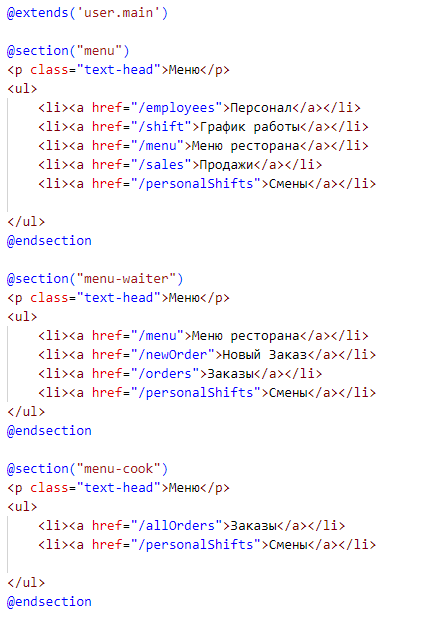 @extends('user.main')
@section("menu")
<p class="text-head">Меню</p>
<ul>
<li><a href="/employees">Персонал</a></li>
<li><a href="/shift">График работы</a></li>
<li><a href="/menu">Меню ресторана</a></li>
<li><a href="/sales">Продажи</a></li>
<li><a href="/personalShifts">Смены</a></li>
</ul>
@endsection
@section("menu-waiter")
<p class="text-head">Меню</p>
<ul>
<li><a href="/menu">Меню ресторана</a></li>
<li><a href="/newOrder">Новый Заказ</a></li>
<li><a href="/orders">Заказы</a></li>
<li><a href="/personalShifts">Смены</a></li>
</ul>
@endsection
@section("menu-cook")
<p class="text-head">Меню</p>
<ul>
<li><a href="/allOrders">Заказы</a></li>
<li><a href="/personalShifts">Смены</a></li>
</ul>
@endsection